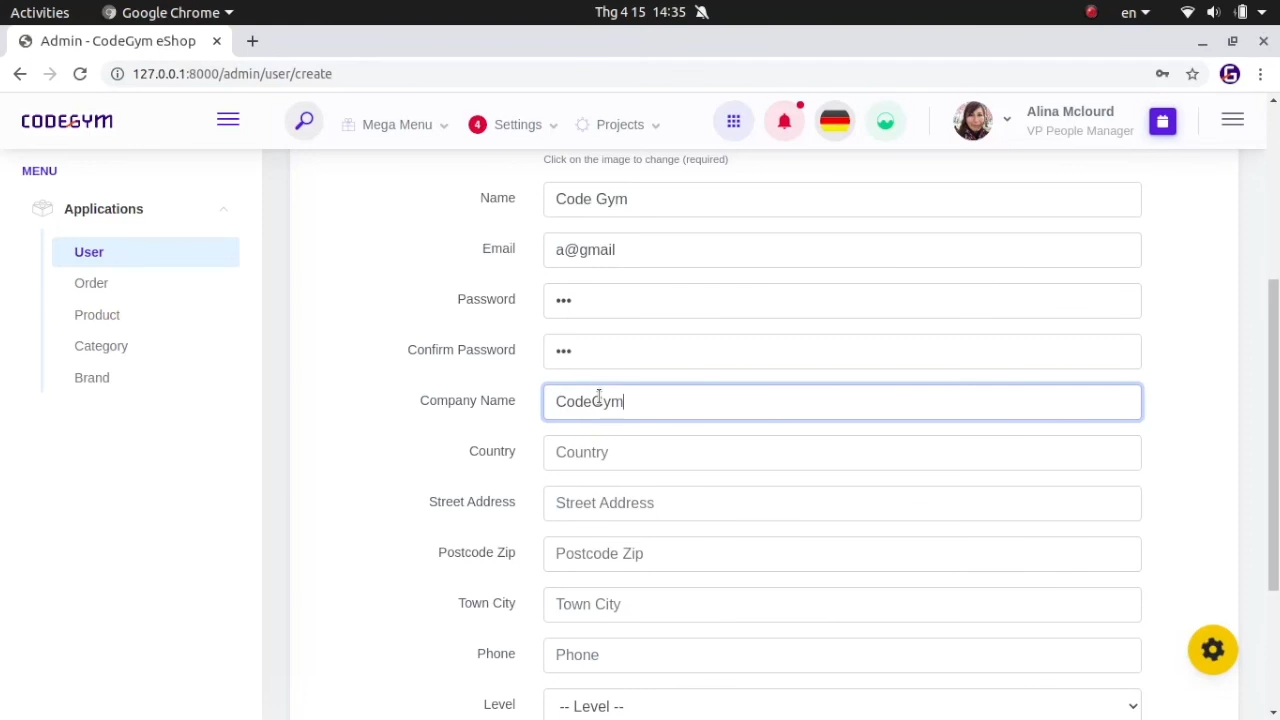 Activities Google Chrome Thg 4 15 14:35 en
Admin - CodeGym eShop
127.0.0.1:8000/admin/user/create
CODEGYM Mega Menu 4 Settings Projects Alina Mclourd
VP People Manager
MENU
Applications
User
Order
Product
Category
Brand
Click on the image to change (required)
Name Code Gym
Email a@gmail
Password •••
Confirm Password •••
Company Name CodeGym
Country Country
Street Address Street Address
Postcode Zip Postcode Zip
Town City Town City
Phone Phone
Level -- Level --